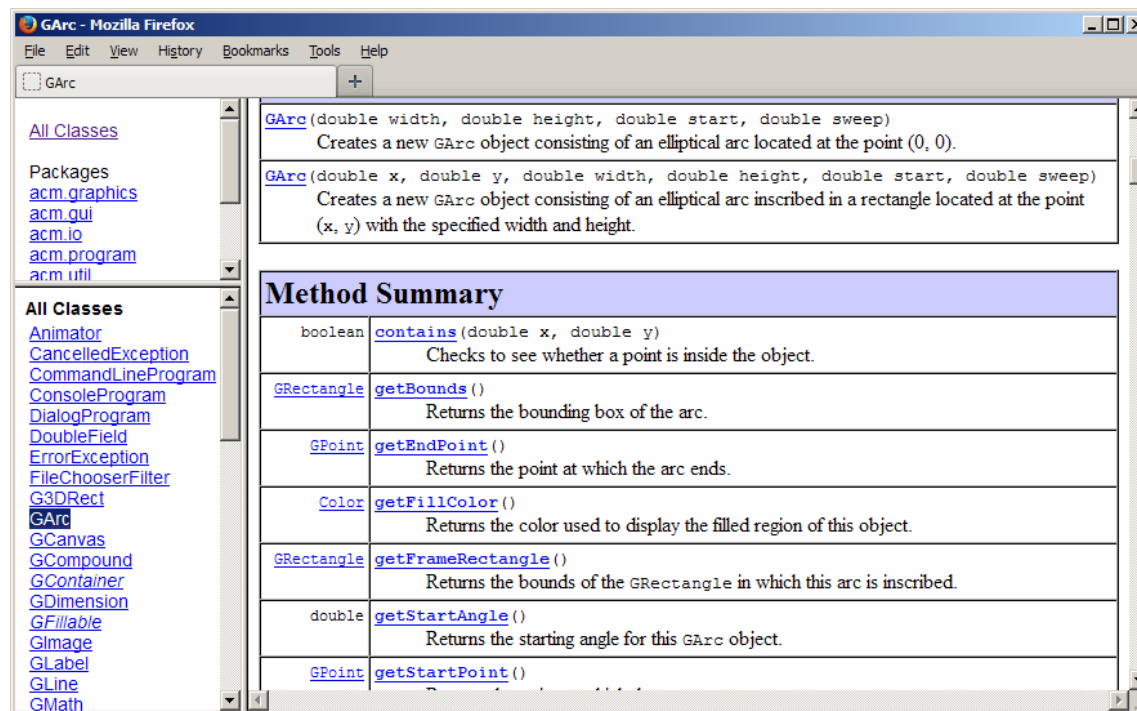 GArc - Mozilla Firefox
File Edit View History Bookmarks Tools Help
GArc
All Classes
Packages
acm.graphics
acm.gui
acm.io
acm.program
acm.util
All Classes
Animator
CancelledException
CommandLineProgram
ConsoleProgram
DialogProgram
DoubleField
ErrorException
FileChooserFilter
G3DRect
GArc
GCanvas
GCompound
GContainer
GDimension
GFillable
GImage
GLabel
GLine
GMath
GArc(double width, double height, double start, double sweep)
Creates a new GArc object consisting of an elliptical arc located at the point (0, 0).
GArc(double x, double y, double width, double height, double start, double sweep)
Creates a new GArc object consisting of an elliptical arc inscribed in a rectangle located at the point
(x, y) with the specified width and height.
Method Summary
boolean contains(double x, double y)
Checks to see whether a point is inside the object.
GRectangle getBounds()
Returns the bounding box of the arc.
GPoint getEndPoint()
Returns the point at which the arc ends.
Color getFillColor()
Returns the color used to display the filled region of this object.
GRectangle getFrameRectangle()
Returns the bounds of the GRectangle in which this arc is inscribed.
double getStartAngle()
Returns the starting angle for this GArc object.
GPoint getStartPoint()